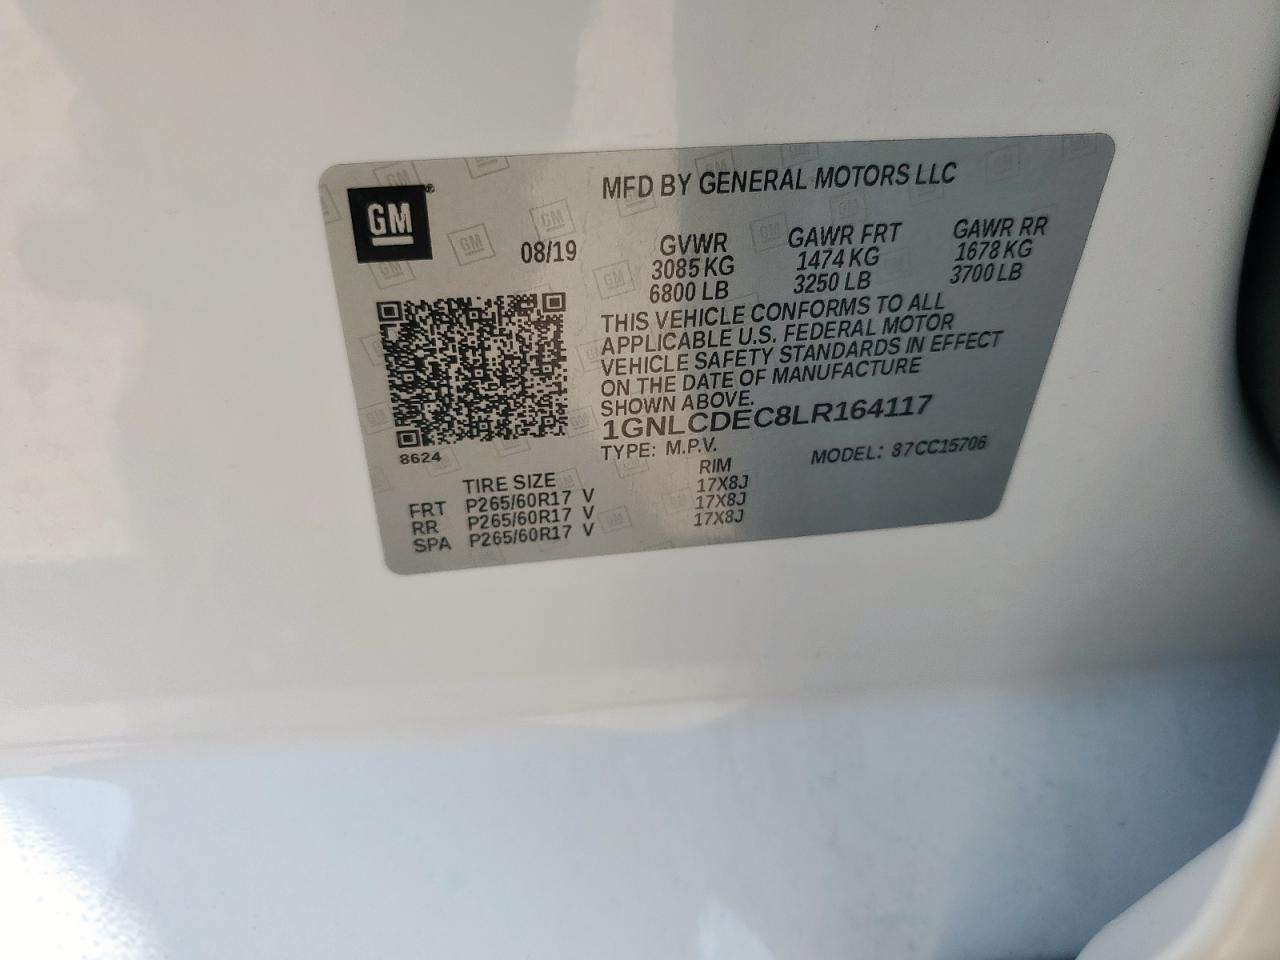 GM®
MFD BY GENERAL MOTORS LLC
08/19
GVWR GAWR FRT GAWR RR
3085 KG 1474 KG 1678 KG
6800 LB 3250 LB 3700 LB
THIS VEHICLE CONFORMS TO ALL
APPLICABLE U.S. FEDERAL MOTOR
VEHICLE SAFETY STANDARDS IN EFFECT
ON THE DATE OF MANUFACTURE
SHOWN ABOVE.
1GNLCDEC8LR164117
TYPE: M.P.V. MODEL: 87CC15706
8624
TIRE SIZE RIM
FRT P265/60R17 V 17X8J
RR P265/60R17 V 17X8J
SPA P265/60R17 V 17X8J